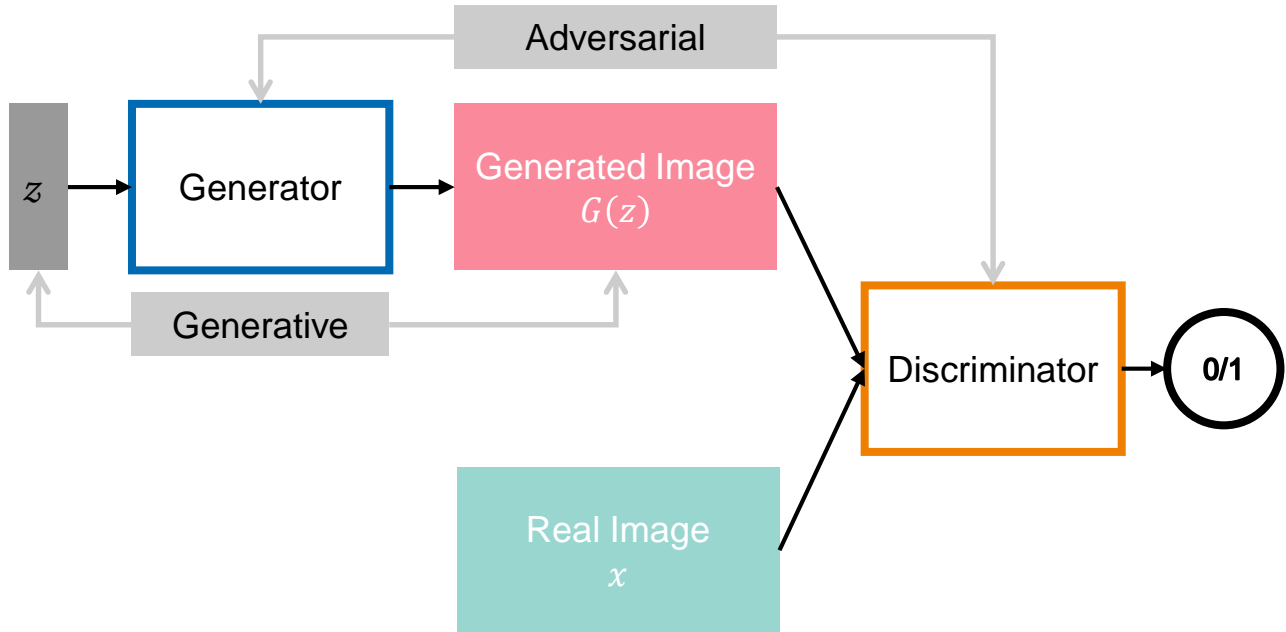 Adversarial
z
Generator
Generated Image
G(z)
Generative
Discriminator
0/1
Real Image
x